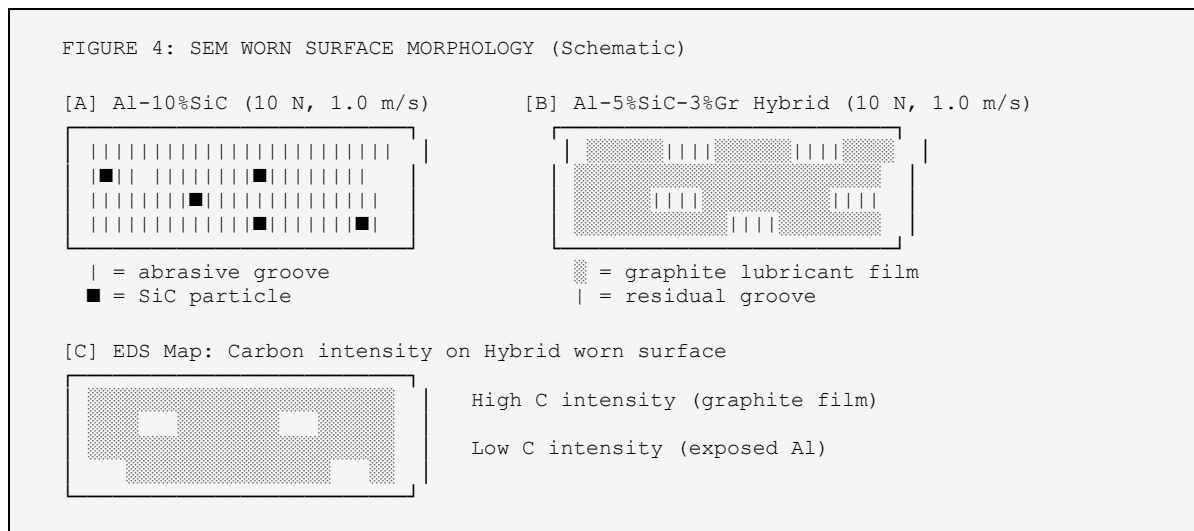 FIGURE 4: SEM WORN SURFACE MORPHOLOGY (Schematic)
[A] Al-10%SiC (10 N, 1.0 m/s)
[B] Al-5%SiC-3%Gr Hybrid (10 N, 1.0 m/s)
| = abrasive groove
■ = SiC particle
░ = graphite lubricant film
| = residual groove
[C] EDS Map: Carbon intensity on Hybrid worn surface
High C intensity (graphite film)
Low C intensity (exposed Al)